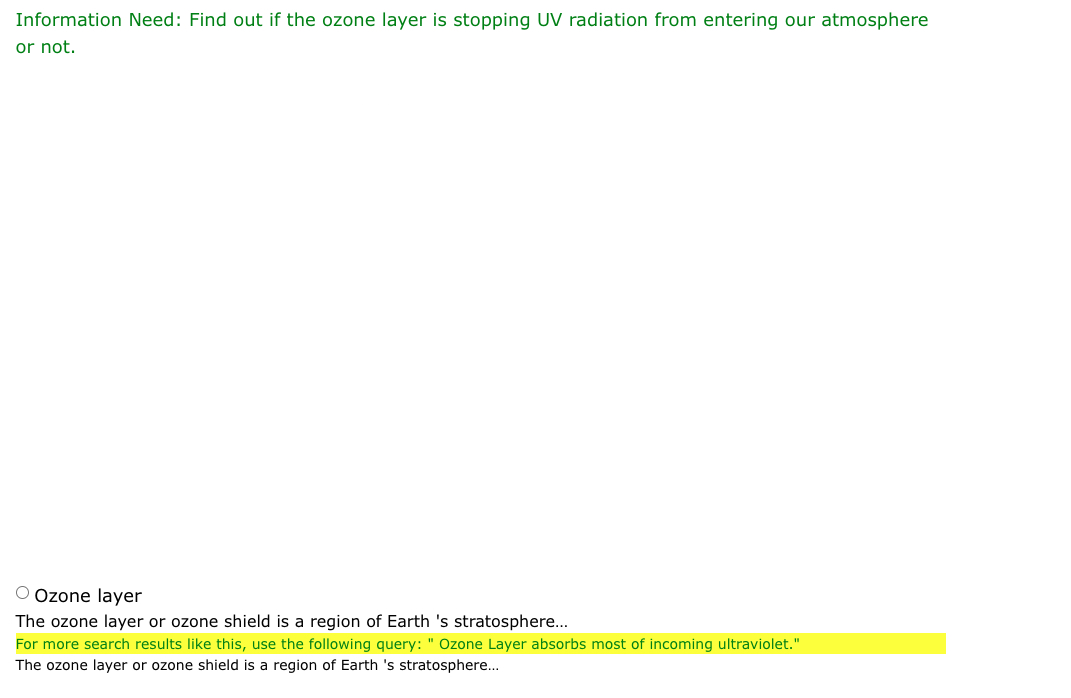 Information Need: Find out if the ozone layer is stopping UV radiation from entering our atmosphere
or not.
Ozone layer
The ozone layer or ozone shield is a region of Earth 's stratosphere...
For more search results like this, use the following query: " Ozone Layer absorbs most of incoming ultraviolet."
The ozone layer or ozone shield is a region of Earth 's stratosphere...